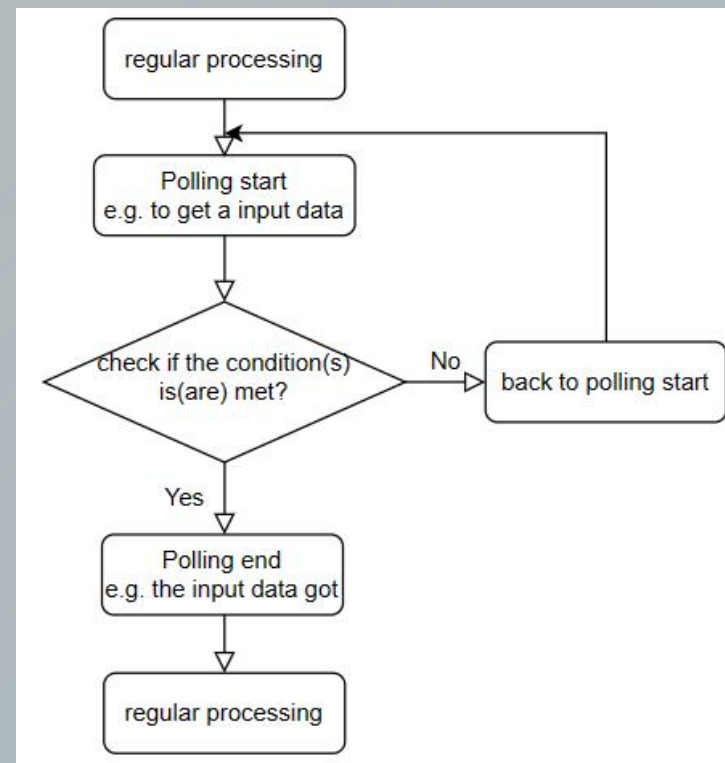 regular processing
Polling start
e.g. to get a input data
check if the condition(s)
is(are) met?
No
back to polling start
Yes
Polling end
e.g. the input data got
regular processing